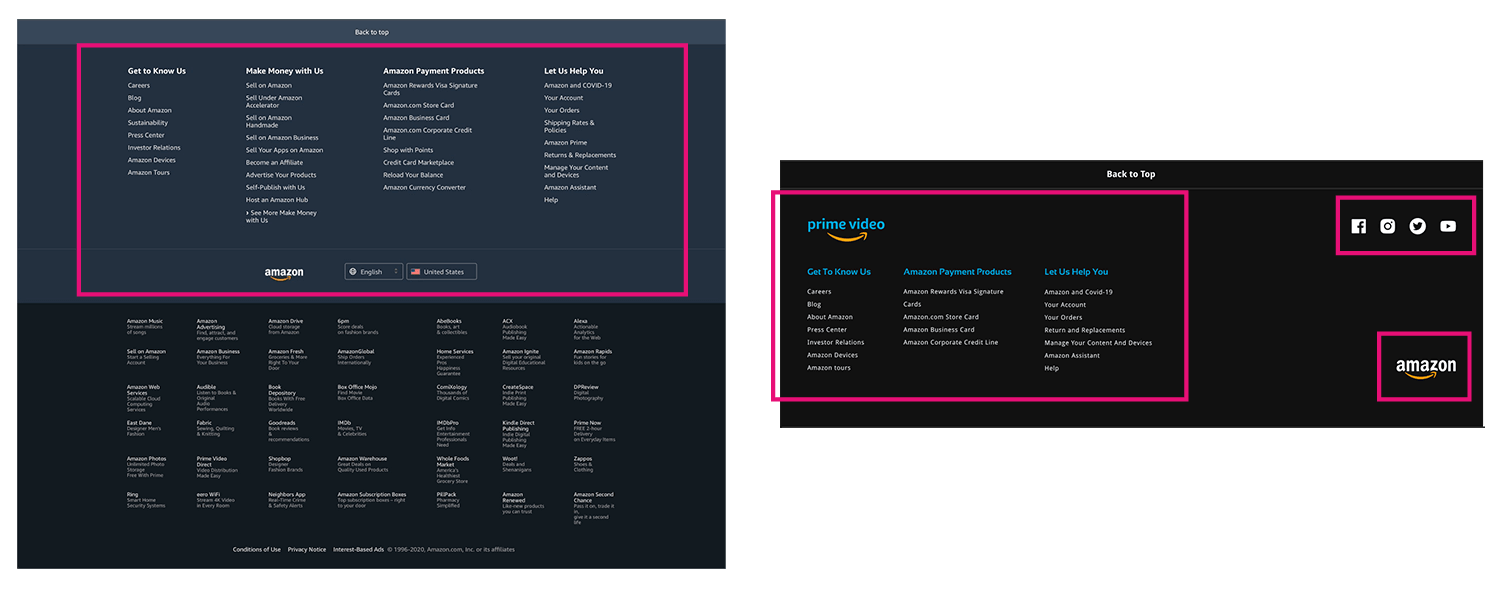 Back to top
Get to Know Us
Careers
Blog
About Amazon
Sustainability
Press Center
Investor Relations
Amazon Devices
Amazon Tours
Make Money with Us
Sell on Amazon
Sell Under Amazon
Accelerator
Sell on Amazon
Handmade
Sell on Amazon Business
Sell Your Apps on Amazon
Become an Affiliate
Advertise Your Products
Self-Publish with Us
Host an Amazon Hub
› See More Make Money
with Us
Amazon Payment Products
Amazon Rewards Visa Signature
Cards
Amazon.com Store Card
Amazon Business Card
Amazon.com Corporate Credit
Line
Shop with Points
Credit Card Marketplace
Reload Your Balance
Amazon Currency Converter
Let Us Help You
Amazon and COVID-19
Your Account
Your Orders
Shipping Rates &
Policies
Amazon Prime
Returns & Replacements
Manage Your Content
and Devices
Amazon Assistant
Help
amazon
English
United States
Amazon Music
Stream millions
of songs
Amazon
Advertising
Find, attract, and
engage customers
Amazon Drive
Cloud storage
from Amazon
6pm
Score deals
on fashion brands
AbeBooks
Books, art
& collectibles
ACX
Audiobook
Publishing
Made Easy
Alexa
Actionable
Analytics
for the Web
Sell on Amazon
Start a Selling
Account
Amazon Business
Everything For
Your Business
Amazon Fresh
Groceries & More
Right To Your
Door
AmazonGlobal
Ship Orders
Internationally
Home Services
Experienced
Pros
Happiness
Guarantee
Amazon Ignite
Sell your original
Digital Educational
Resources
Amazon Rapids
Fun stories for
kids on the go
Amazon Web
Services
Scalable Cloud
Computing
Services
Audible
Listen to Books &
Original
Audio
Performances
Book
Depository
Books With Free
Delivery
Worldwide
Box Office Mojo
Find Movie
Box Office Data
ComiXology
Thousands of
Digital Comics
CreateSpace
Indie Print
Publishing
Made Easy
DPReview
Digital
Photography
East Dane
Designer Men's
Fashion
Fabric
Sewing, Quilting
& Knitting
Goodreads
Book reviews
&
recommendations
IMDb
Movies, TV
& Celebrities
IMDbPro
Get Info
Entertainment
Professionals
Need
Kindle Direct
Publishing
Indie Digital
Publishing
Made Easy
Prime Now
FREE 2-hour
Delivery
on Everyday Items
Amazon Photos
Unlimited Photo
Storage
Free With Prime
Prime Video
Direct
Video Distribution
Made Easy
Shopbop
Designer
Fashion Brands
Amazon Warehouse
Great Deals on
Quality Used Products
Whole Foods
Market
America's
Healthiest
Grocery Store
Woot!
Deals and
Shenanigans
Zappos
Shoes &
Clothing
Ring
Smart Home
Security Systems
eero WiFi
Stream 4K Video
in Every Room
Neighbors App
Real-Time Crime
& Safety Alerts
Amazon Subscription Boxes
Top subscription boxes – right
to your door
PillPack
Pharmacy
Simplified
Amazon
Renewed
Like-new products
you can trust
Amazon Second
Chance
Pass it on, trade it
in,
give it a second
life
Conditions of Use Privacy Notice Interest-Based Ads © 1996-2020, Amazon.com, Inc. or its affiliates
Back to Top
prime video
Get To Know Us
Careers
Blog
About Amazon
Press Center
Investor Relations
Amazon Devices
Amazon tours
Amazon Payment Products
Amazon Rewards Visa Signature
Cards
Amazon.com Store Card
Amazon Business Card
Amazon Corporate Credit Line
Let Us Help You
Amazon and Covid-19
Your Account
Your Orders
Return and Replacements
Manage Your Content And Devices
Amazon Assistant
Help
amazon